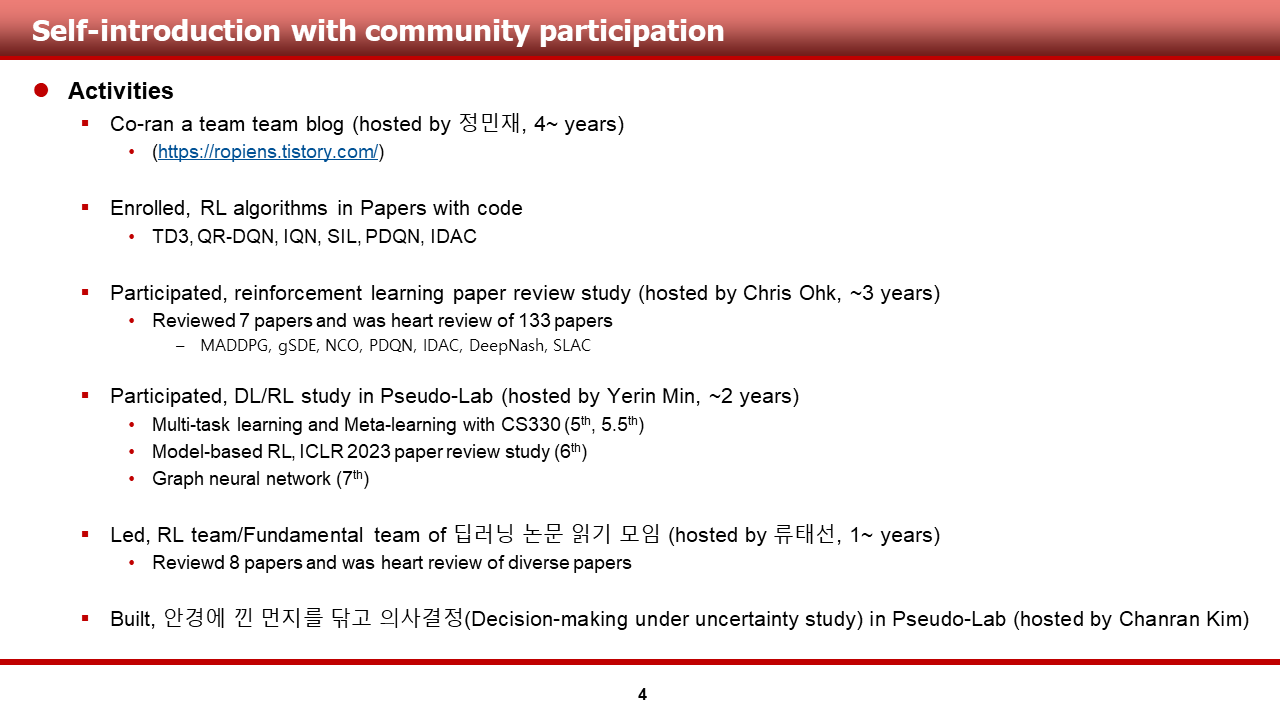 Self-introduction with community participation
Activities
Co-ran a team team blog (hosted by 정민재, 4~ years)
(https://ropiens.tistory.com/)
Enrolled, RL algorithms in Papers with code
TD3, QR-DQN, IQN, SIL, PDQN, IDAC
Participated, reinforcement learning paper review study (hosted by Chris Ohk, ~3 years)
Reviewed 7 papers and was heart review of 133 papers
– MADDPG, gSDE, NCO, PDQN, IDAC, DeepNash, SLAC
Participated, DL/RL study in Pseudo-Lab (hosted by Yerin Min, ~2 years)
Multi-task learning and Meta-learning with CS330 (5th, 5.5th)
Model-based RL, ICLR 2023 paper review study (6th)
Graph neural network (7th)
Led, RL team/Fundamental team of 딥러닝 논문 읽기 모임 (hosted by 류태선, 1~ years)
Reviewd 8 papers and was heart review of diverse papers
Built, 안경에 낀 먼지를 닦고 의사결정(Decision-making under uncertainty study) in Pseudo-Lab (hosted by Chanran Kim)
4